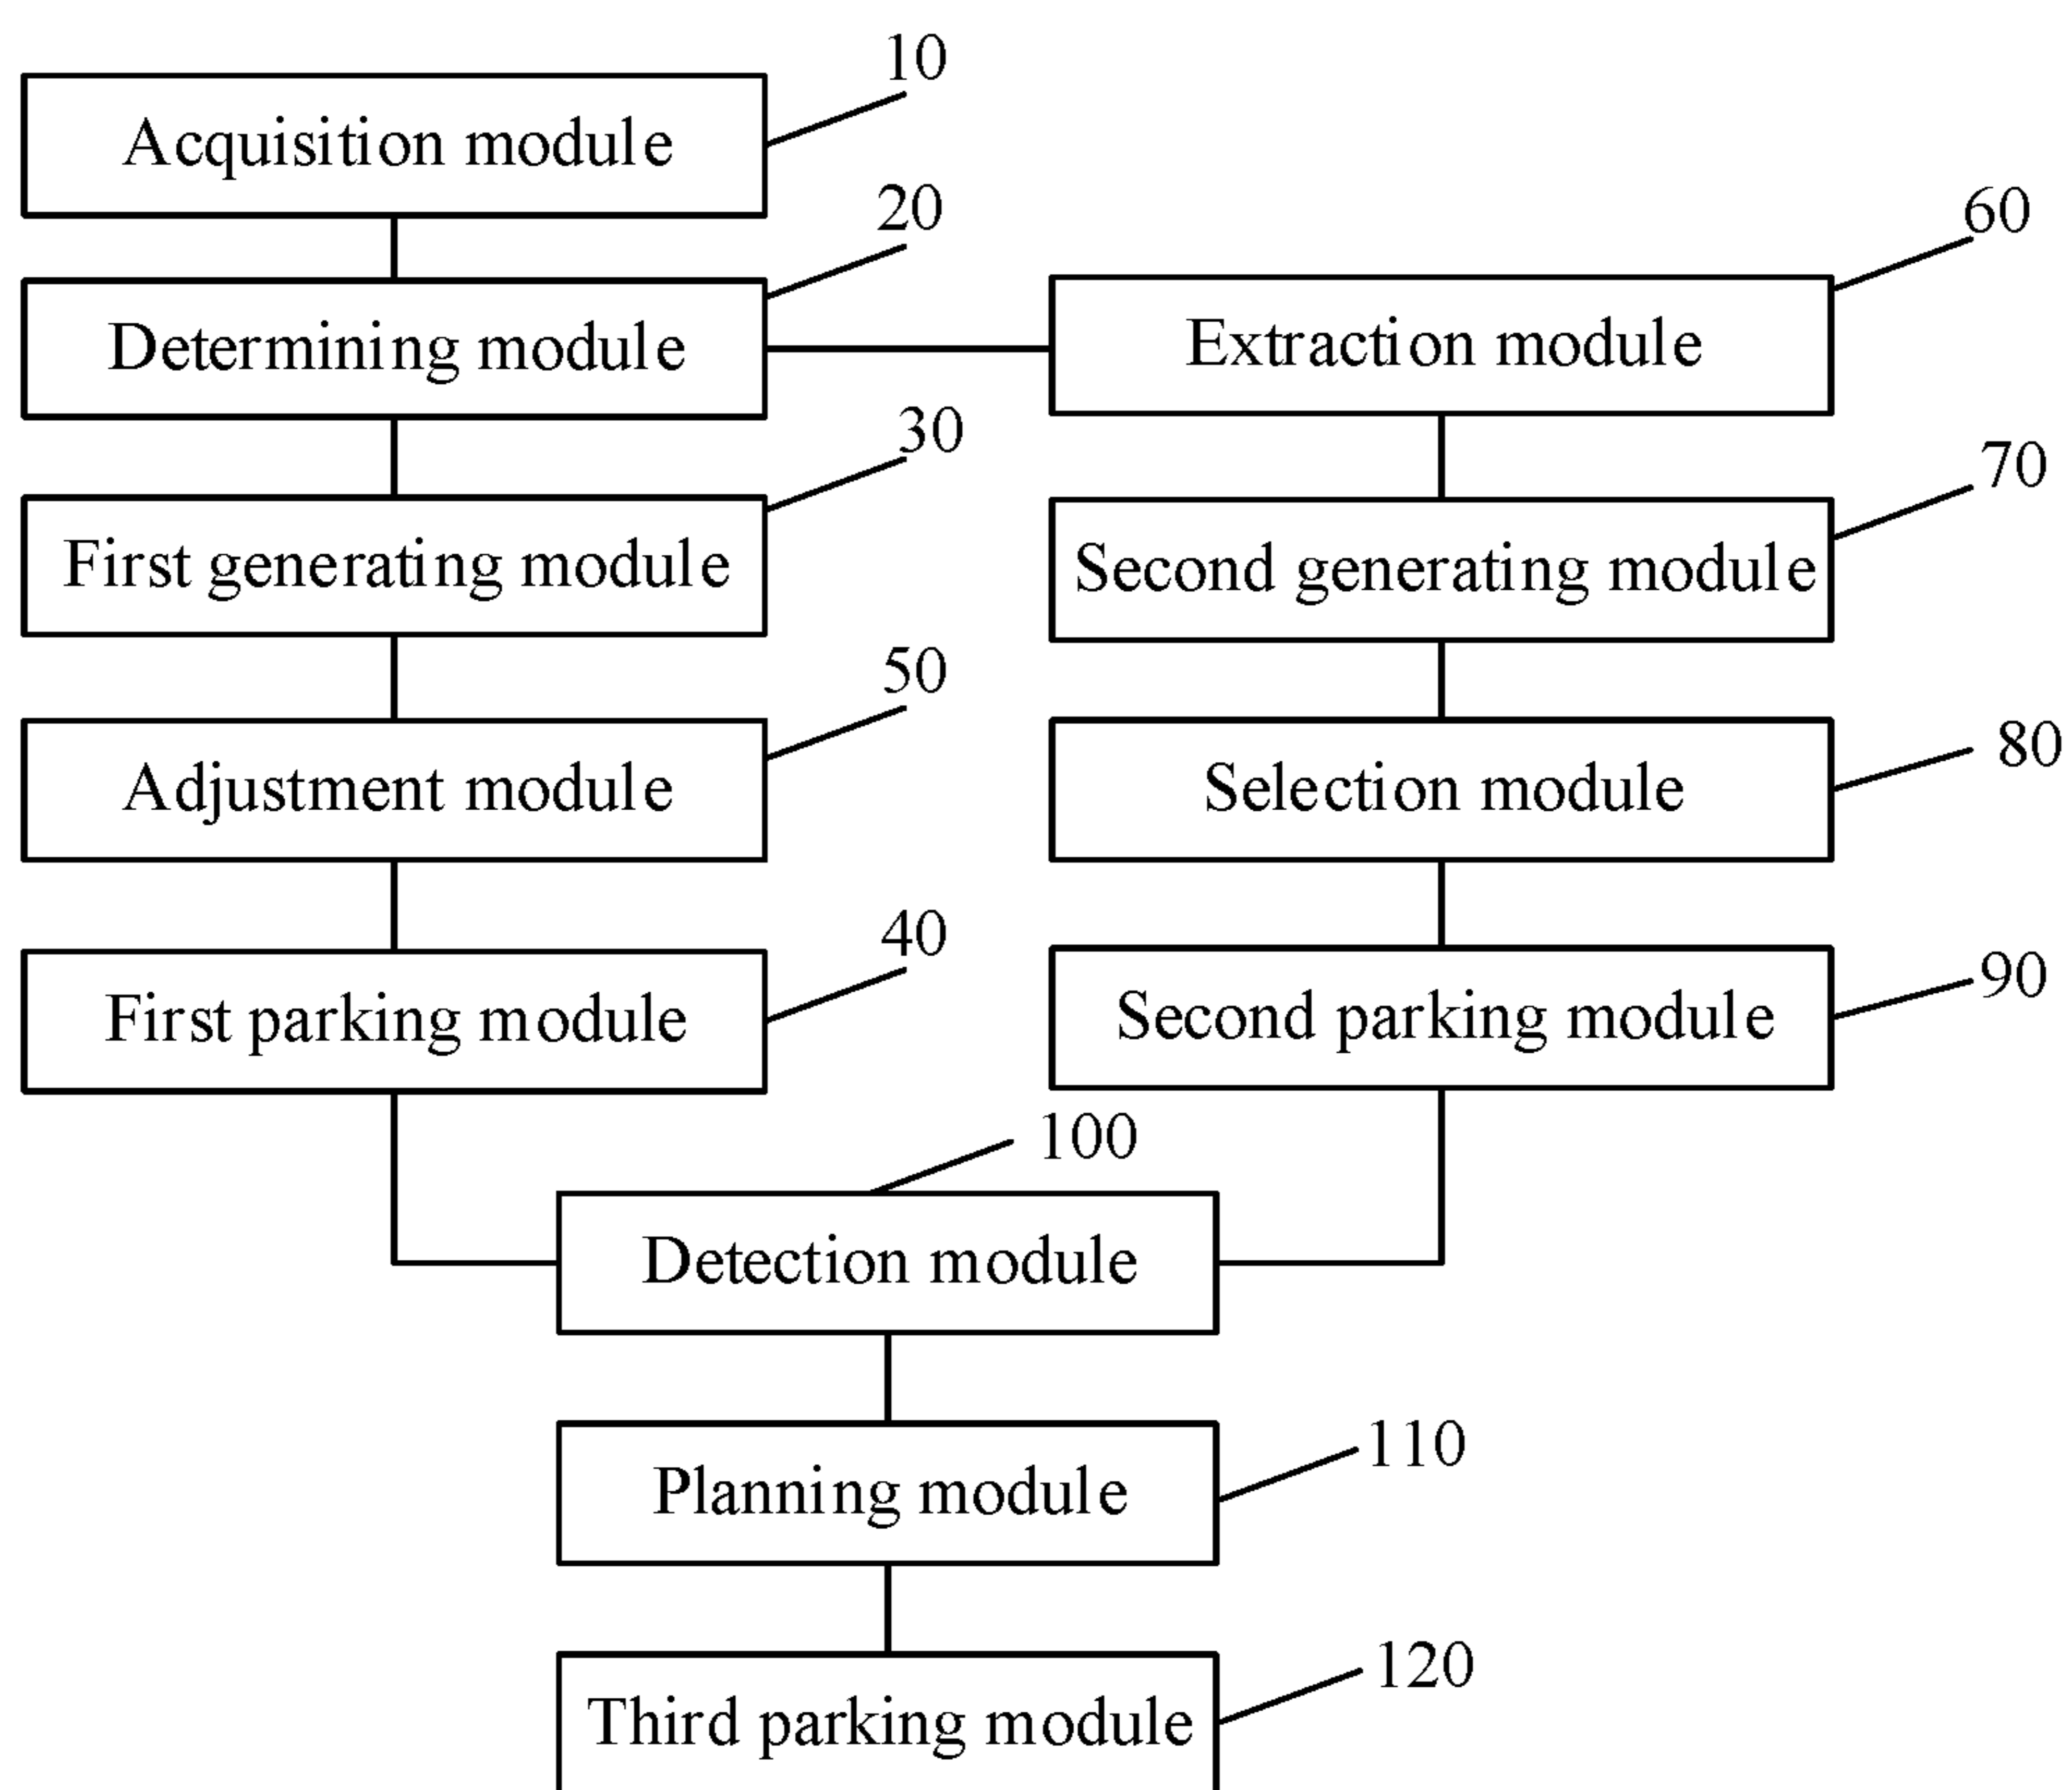 10
Acquisition module
20
Determining module
60
Extraction module
30
First generating module
70
Second generating module
50
Adjustment module
80
Selection module
40
First parking module
90
Second parking module
100
Detection module
110
Planning module
120
Third parking module